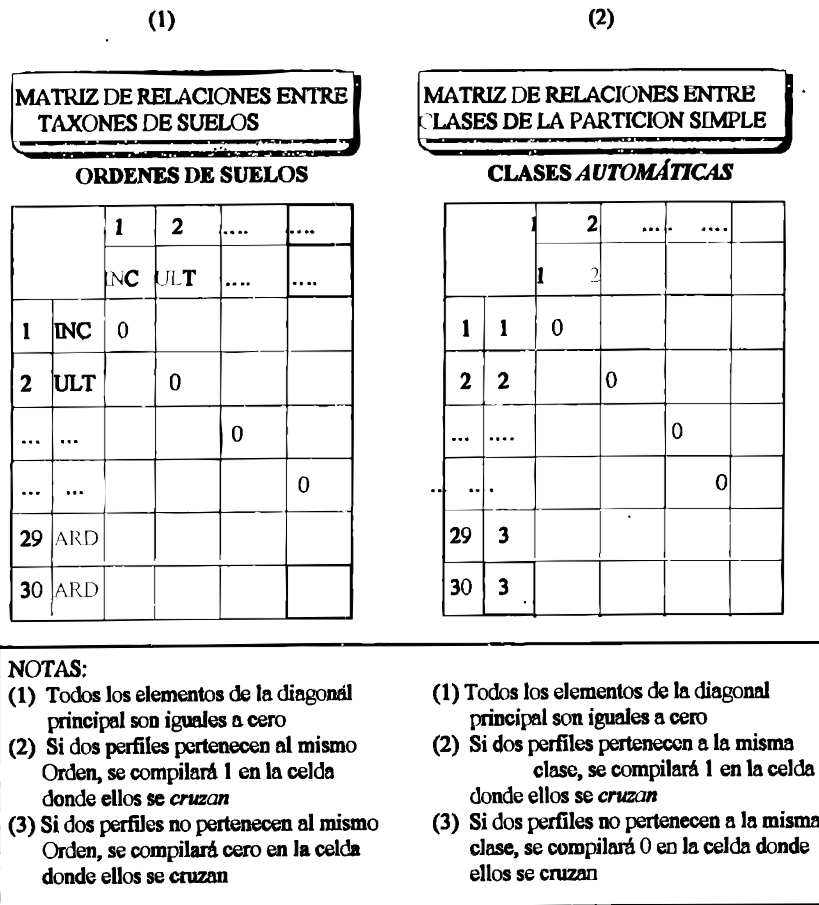 (1)
MATRIZ DE RELACIONES ENTRE
TAXONES DE SUELOS
ORDENES DE SUELOS
1 2 .... ....
INC ULT .... ....
1 INC 0
2 ULT 0
... ... 0
... ... 0
29 ARD
30 ARD
NOTAS:
(1) Todos los elementos de la diagonal
principal son iguales a cero
(2) Si dos perfiles pertenecen al mismo
Orden, se compilará 1 en la celda
donde ellos se cruzan
(3) Si dos perfiles no pertenecen al mismo
Orden, se compilará cero en la celda
donde ellos se cruzan
(2)
MATRIZ DE RELACIONES ENTRE
CLASES DE LA PARTICION SIMPLE
CLASES AUTOMÁTICAS
1 2 .... ....
1 2
1 1 0
2 2 0
... .... 0
... .... 0
29 3
30 3
(1) Todos los elementos de la diagonal
principal son iguales a cero
(2) Si dos perfiles pertenecen a la misma
clase, se compilará 1 en la celda
donde ellos se cruzan
(3) Si dos perfiles no pertenecen a la misma
clase, se compilará 0 en la celda donde
ellos se cruzan